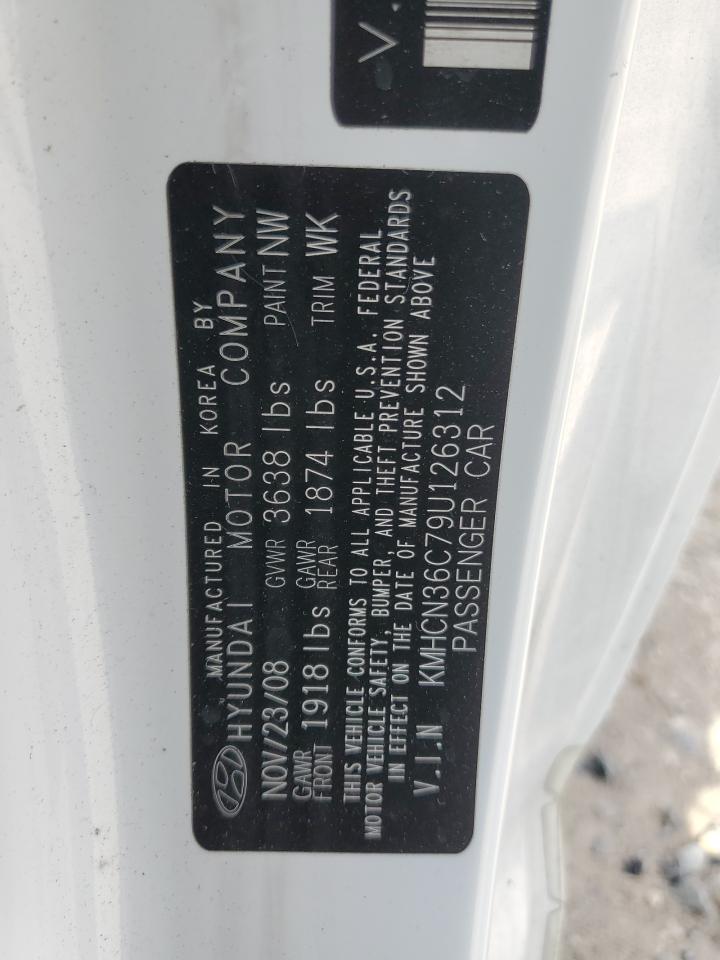 V.
MANUFACTURED IN KOREA BY
HYUNDAI MOTOR COMPANY
NOV/23/08 GVWR 3638 lbs PAINT NW
GAWR FRONT 1918 lbs GAWR REAR 1874 lbs TRIM WK
THIS VEHICLE CONFORMS TO ALL APPLICABLE U.S.A. FEDERAL
MOTOR VEHICLE SAFETY, BUMPER, AND THEFT PREVENTION STANDARDS
IN EFFECT ON THE DATE OF MANUFACTURE SHOWN ABOVE
V.I.N KMHCN36C79U126312
PASSENGER CAR